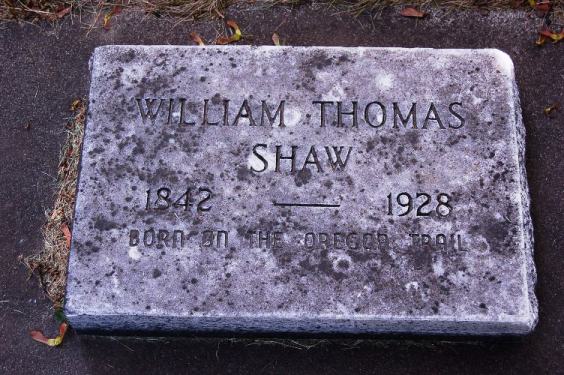 WILLIAM THOMAS
SHAW
1842 — 1928
BORN ON THE OREGON TRAIL